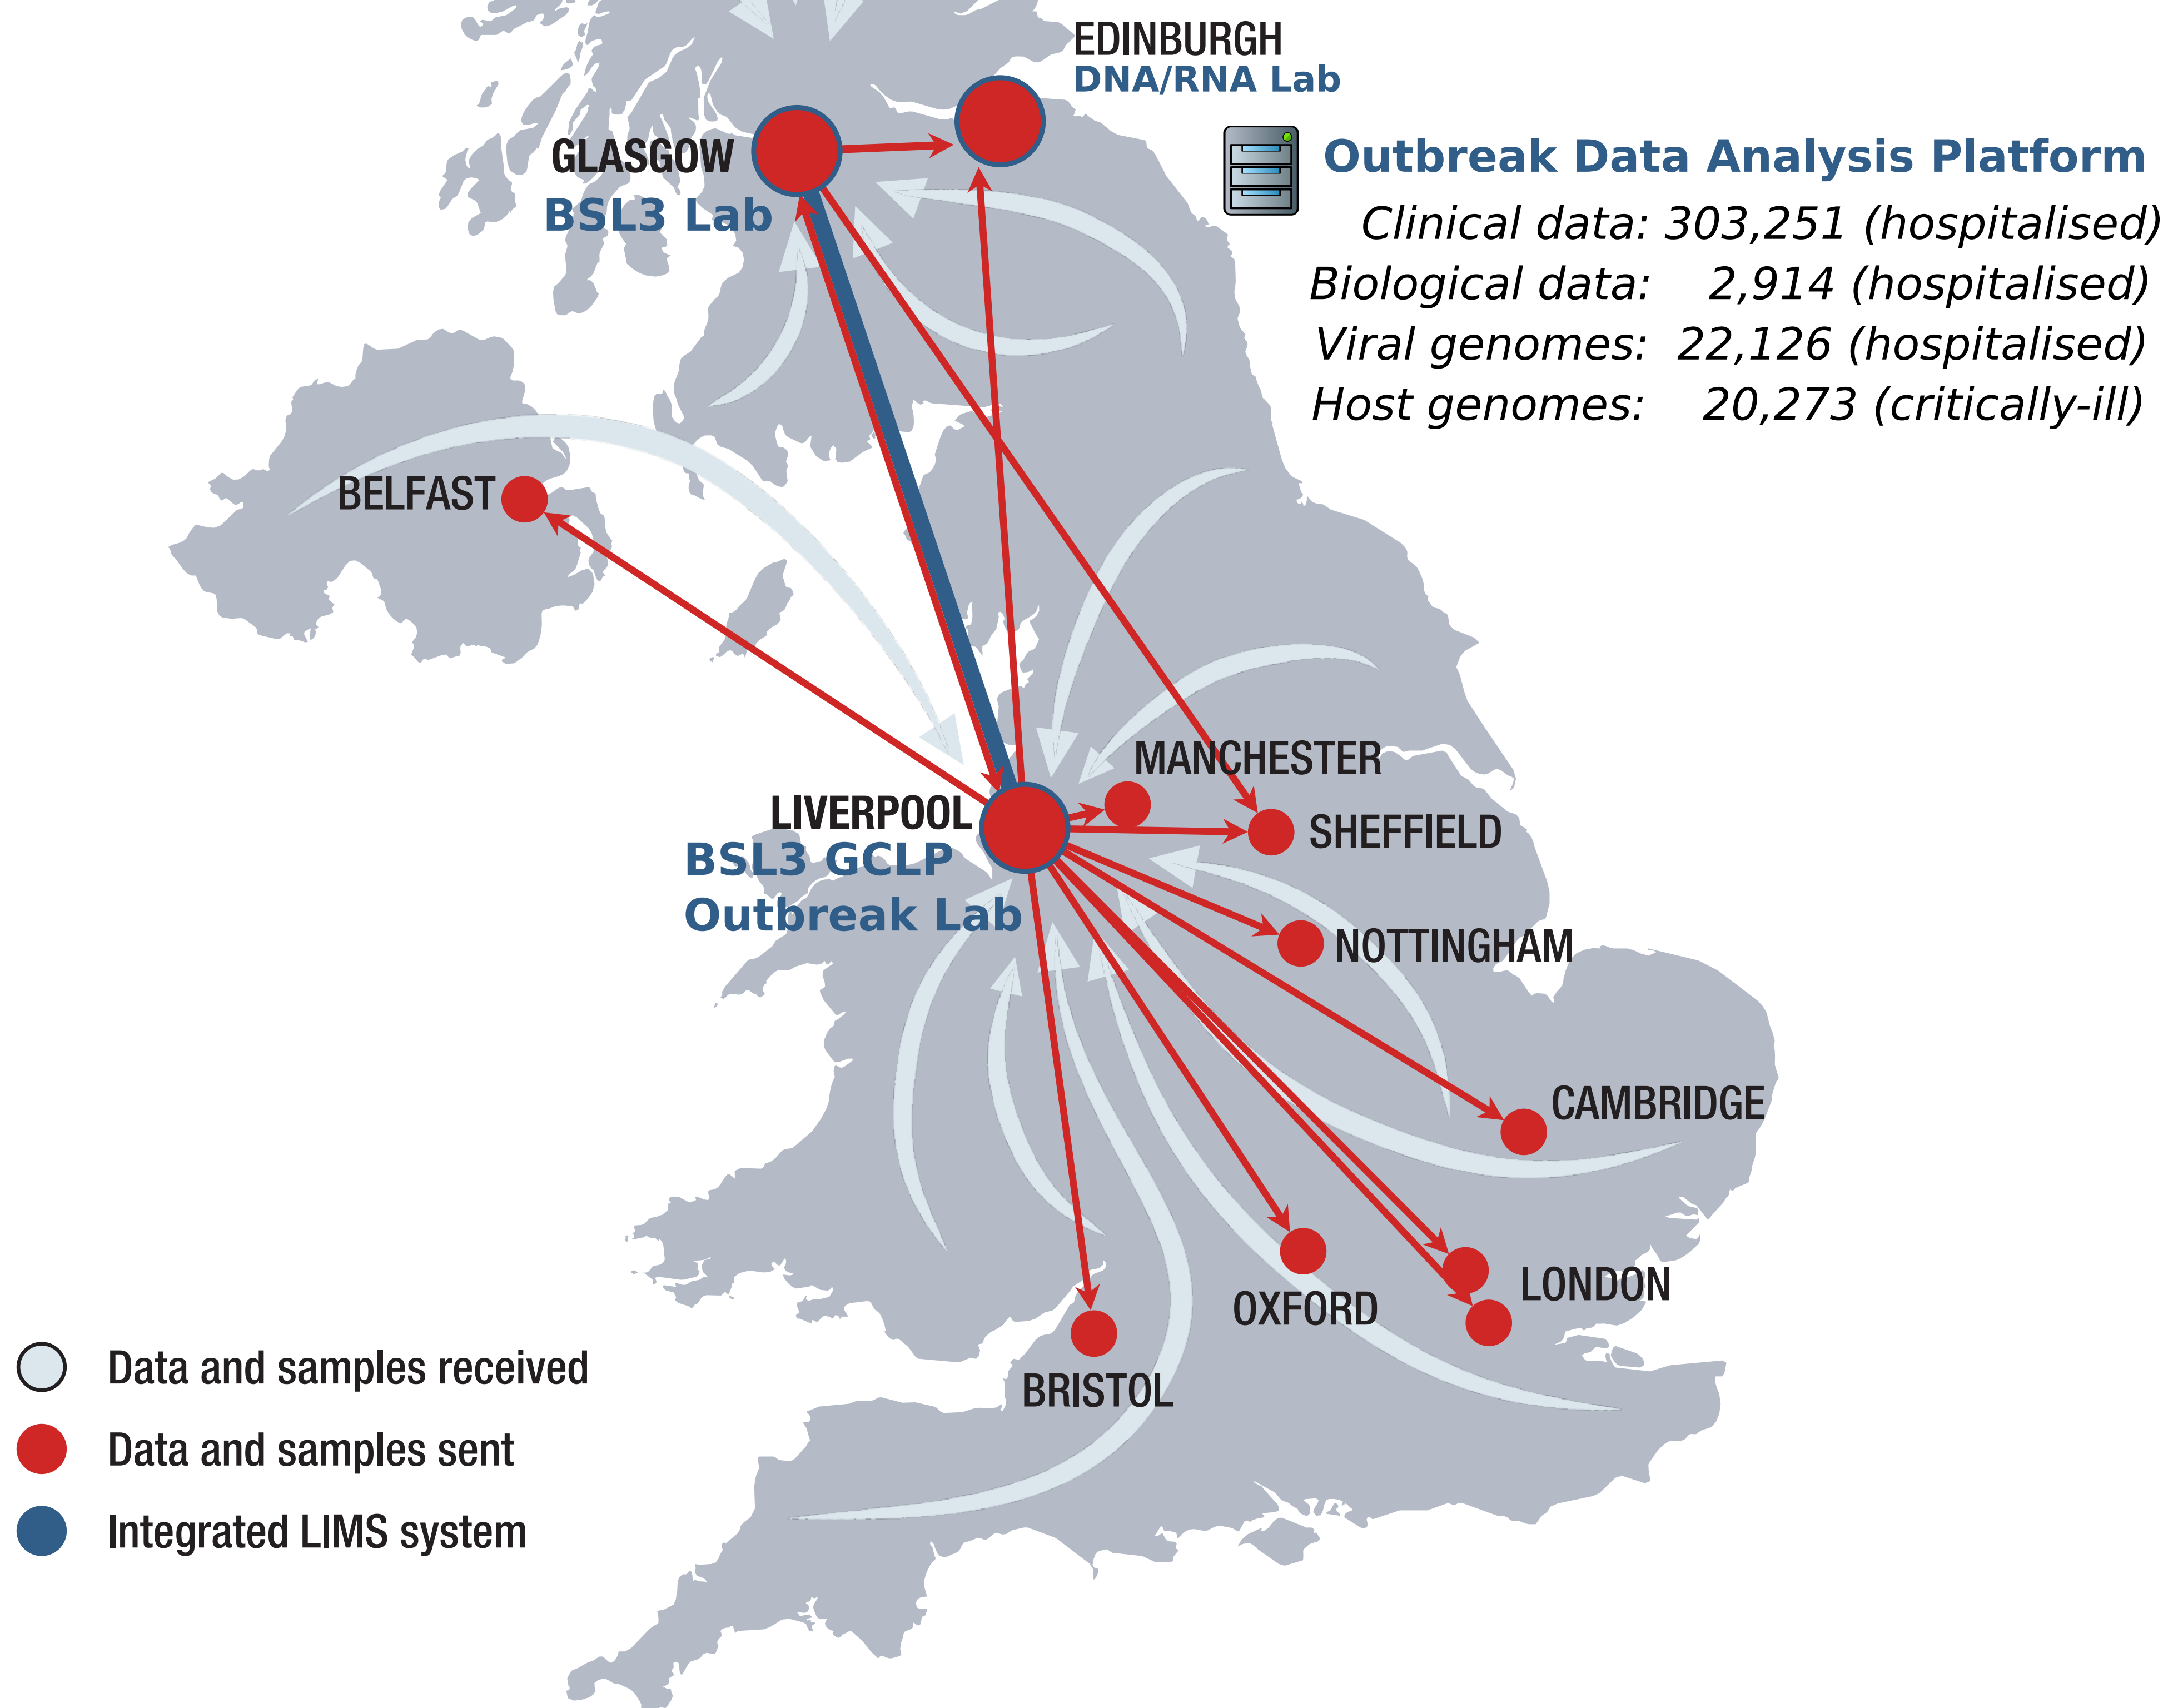 EDINBURGH
DNA/RNA Lab
GLASGOW
BSL3 Lab
Outbreak Data Analysis Platform
Clinical data: 303,251 (hospitalised)
Biological data: 2,914 (hospitalised)
Viral genomes: 22,126 (hospitalised)
Host genomes: 20,273 (critically-ill)
BELFAST
MANCHESTER
LIVERPOOL
BSL3 GCLP
Outbreak Lab
SHEFFIELD
NOTTINGHAM
CAMBRIDGE
LONDON
OXFORD
BRISTOL
Data and samples received
Data and samples sent
Integrated LIMS system